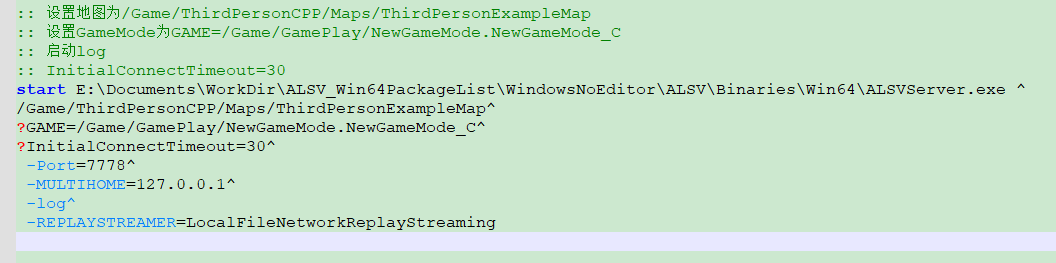 :: 设置地图为/Game/ThirdPersonCPP/Maps/ThirdPersonExampleMap
:: 设置GameMode为GAME=/Game/GamePlay/NewGameMode.NewGameMode_C
:: 启动log
:: InitialConnectTimeout=30
start E:\Documents\WorkDir\ALSV_Win64PackageList\WindowsNoEditor\ALSV\Binaries\Win64\ALSVServer.exe ^
/Game/ThirdPersonCPP/Maps/ThirdPersonExampleMap^
?GAME=/Game/GamePlay/NewGameMode.NewGameMode_C^
?InitialConnectTimeout=30^
-Port=7778^
-MULTIHOME=127.0.0.1^
-log^
-REPLAYSTREAMER=LocalFileNetworkReplayStreaming